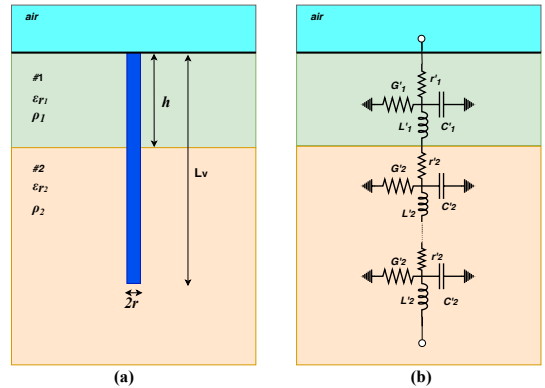 air
#1
εr1
ρ1
h
#2
εr2
ρ2
Lv
2r
(a)
air
r'1
G'1
C'1
L'1
r'2
G'2
C'2
L'2
r'2
G'2
C'2
L'2
(b)